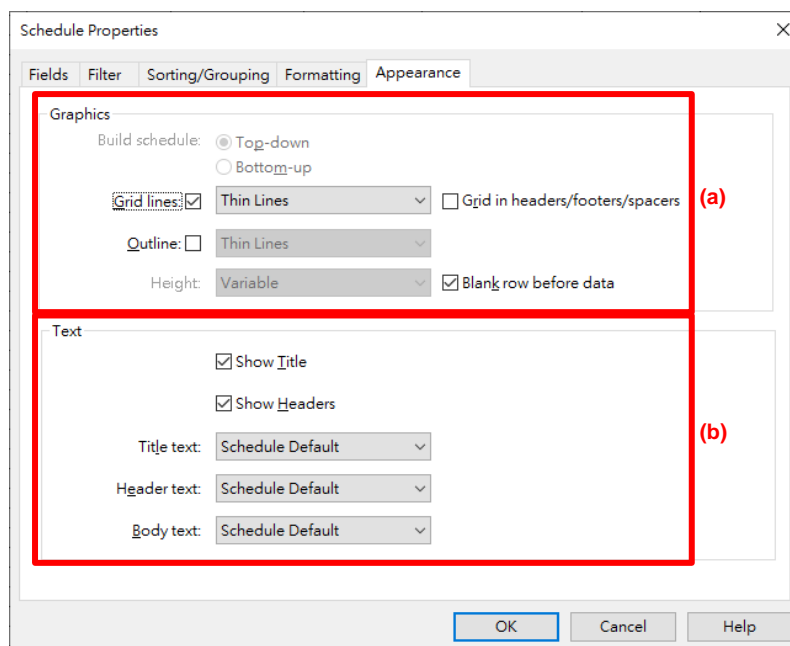 Schedule Properties
Fields Filter Sorting/Grouping Formatting Appearance
Graphics
Build schedule: Top-down
Bottom-up
Grid lines: Thin Lines Grid in headers/footers/spacers (a)
Outline: Thin Lines
Height: Variable Blank row before data
Text
Show Title
Show Headers
(b)
Title text: Schedule Default
Header text: Schedule Default
Body text: Schedule Default
OK Cancel Help